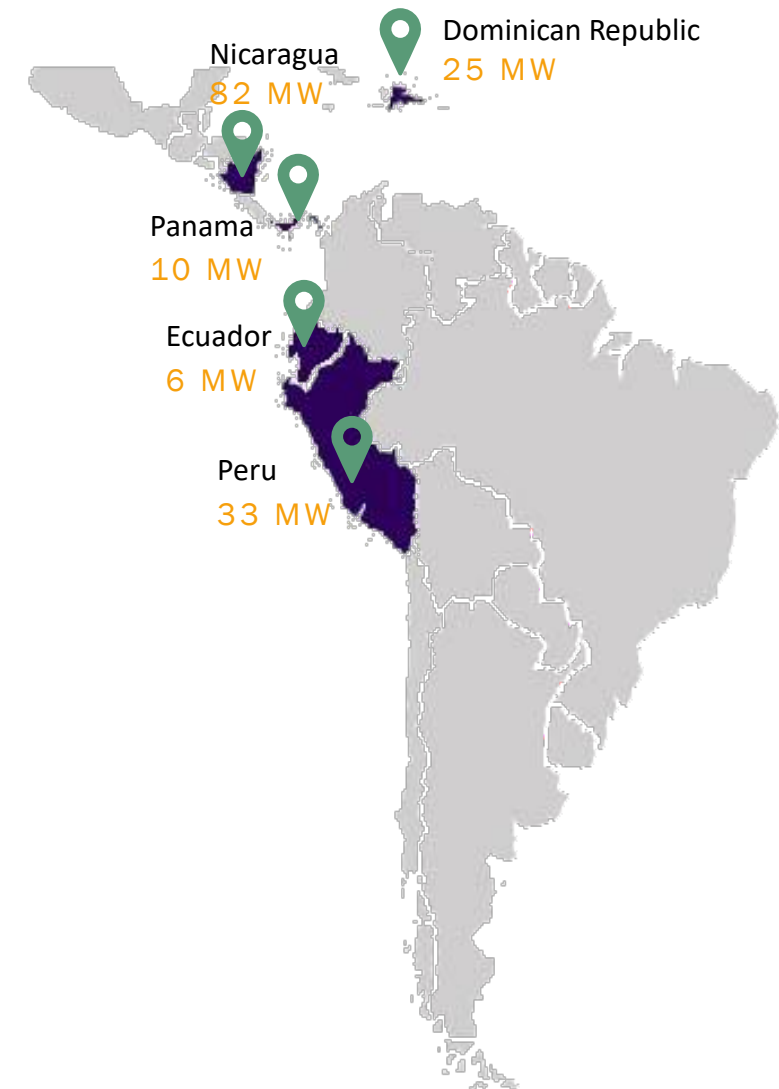 Dominican Republic
25 MW
Nicaragua
82 MW
Panama
10 MW
Ecuador
6 MW
Peru
33 MW